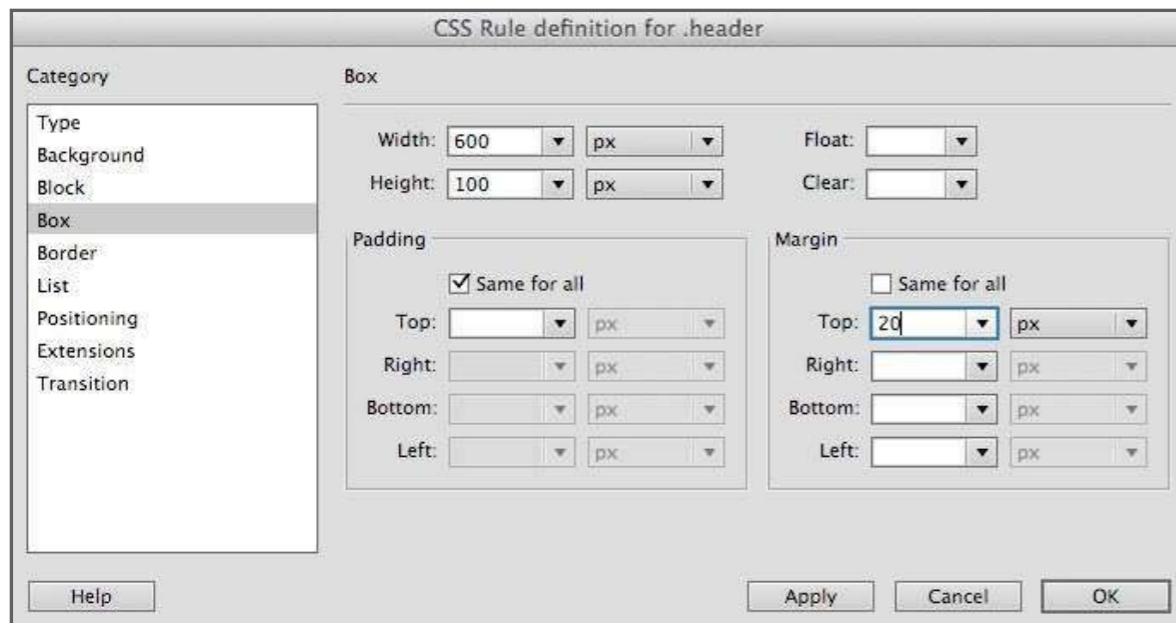 CSS Rule definition for .header
Category
Type
Background
Block
Box
Border
List
Positioning
Extensions
Transition
Box
Width: 600 px
Float:
Height: 100 px
Clear:
Padding
Same for all
Top: px
Right: px
Bottom: px
Left: px
Margin
Same for all
Top: 20 px
Right: px
Bottom: px
Left: px
Help
Apply
Cancel
OK